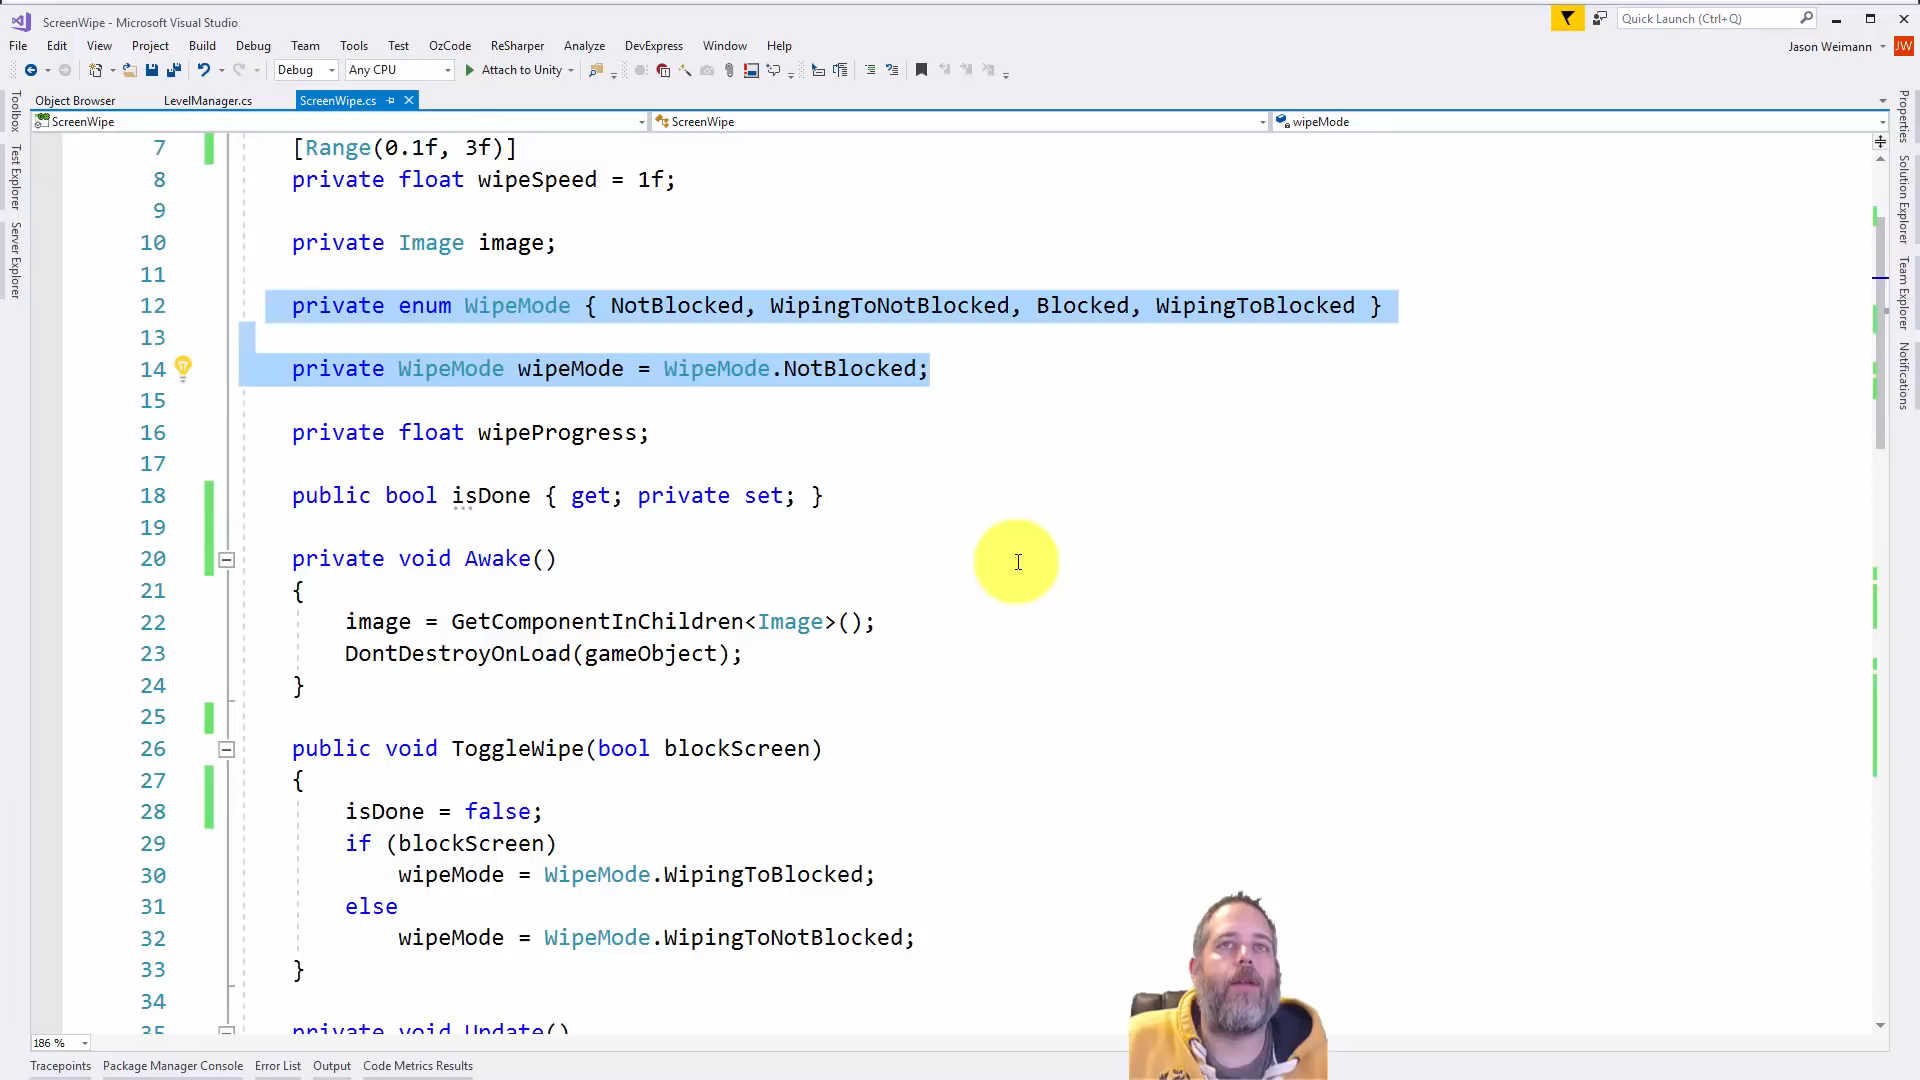 ScreenWipe - Microsoft Visual Studio
Quick Launch (Ctrl+Q)
File Edit View Project Build Debug Team Tools Test OzCode ReSharper Analyze DevExpress Window Help
Jason Weimann JW
Debug Any CPU Attach to Unity
Object Browser LevelManager.cs ScreenWipe.cs
ScreenWipe ScreenWipe wipeMode
Toolbox
Test Explorer
Server Explorer
7 [Range(0.1f, 3f)]
8 private float wipeSpeed = 1f;
9
10 private Image image;
11
12 private enum WipeMode { NotBlocked, WipingToNotBlocked, Blocked, WipingToBlocked }
13
14 private WipeMode wipeMode = WipeMode.NotBlocked;
15
16 private float wipeProgress;
17
18 public bool isDone { get; private set; }
19
20 private void Awake()
21 {
22 image = GetComponentInChildren<Image>();
23 DontDestroyOnLoad(gameObject);
24 }
25
26 public void ToggleWipe(bool blockScreen)
27 {
28 isDone = false;
29 if (blockScreen)
30 wipeMode = WipeMode.WipingToBlocked;
31 else
32 wipeMode = WipeMode.WipingToNotBlocked;
33 }
34
35 private void Update()
Properties
Solution Explorer
Team Explorer
Notifications
186 %
Tracepoints Package Manager Console Error List Output Code Metrics Results